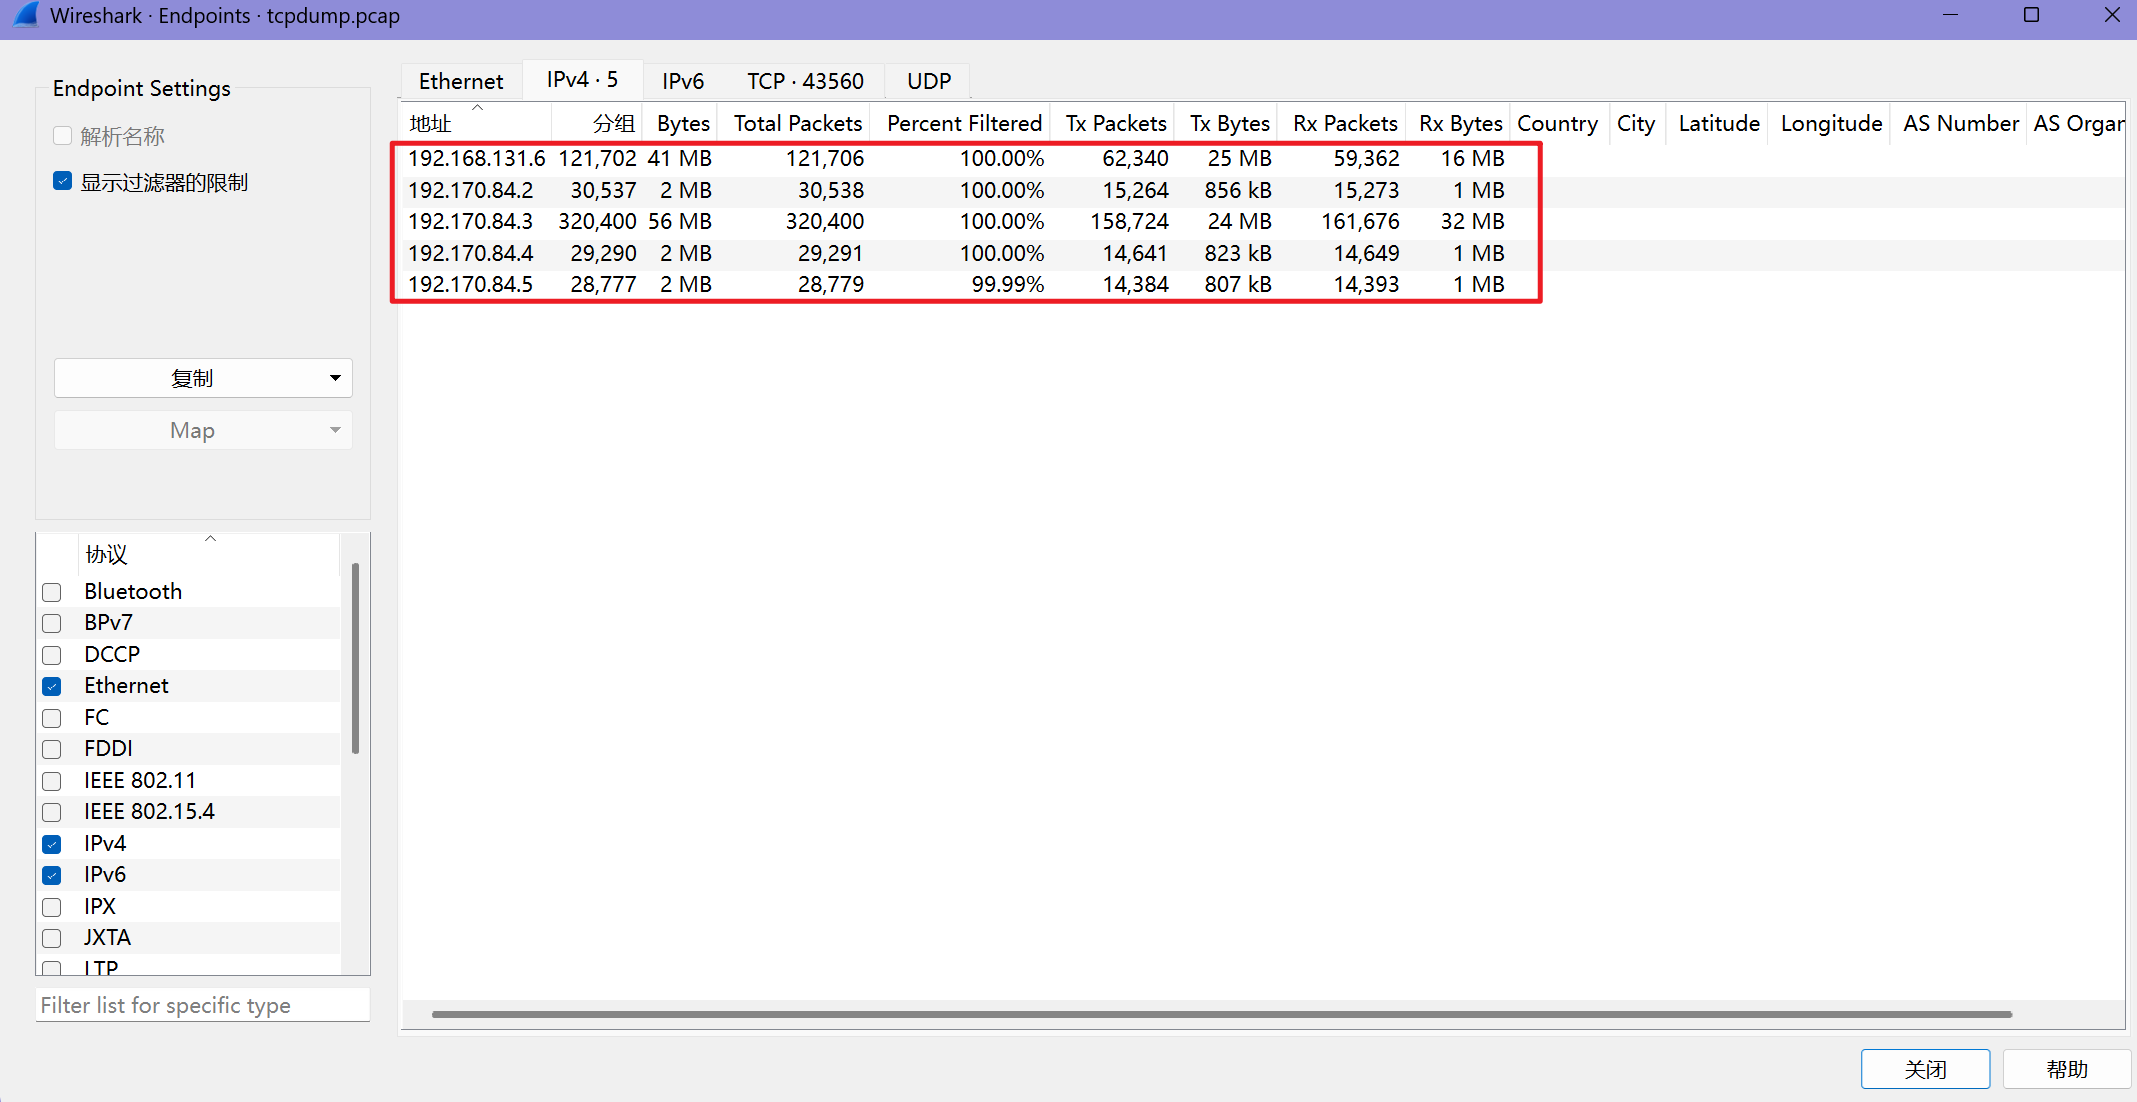 Wireshark · Endpoints · tcpdump.pcap
Endpoint Settings
解析名称
显示过滤器的限制
复制
Map
协议
Bluetooth
BPv7
DCCP
Ethernet
FC
FDDI
IEEE 802.11
IEEE 802.15.4
IPv4
IPv6
IPX
JXTA
LTP
Filter list for specific type
Ethernet IPv4 · 5 IPv6 TCP · 43560 UDP
地址 分组 Bytes Total Packets Percent Filtered Tx Packets Tx Bytes Rx Packets Rx Bytes Country City Latitude Longitude AS Number AS Organ
192.168.131.6 121,702 41 MB 121,706 100.00% 62,340 25 MB 59,362 16 MB
192.170.84.2 30,537 2 MB 30,538 100.00% 15,264 856 kB 15,273 1 MB
192.170.84.3 320,400 56 MB 320,400 100.00% 158,724 24 MB 161,676 32 MB
192.170.84.4 29,290 2 MB 29,291 100.00% 14,641 823 kB 14,649 1 MB
192.170.84.5 28,777 2 MB 28,779 99.99% 14,384 807 kB 14,393 1 MB
关闭 帮助